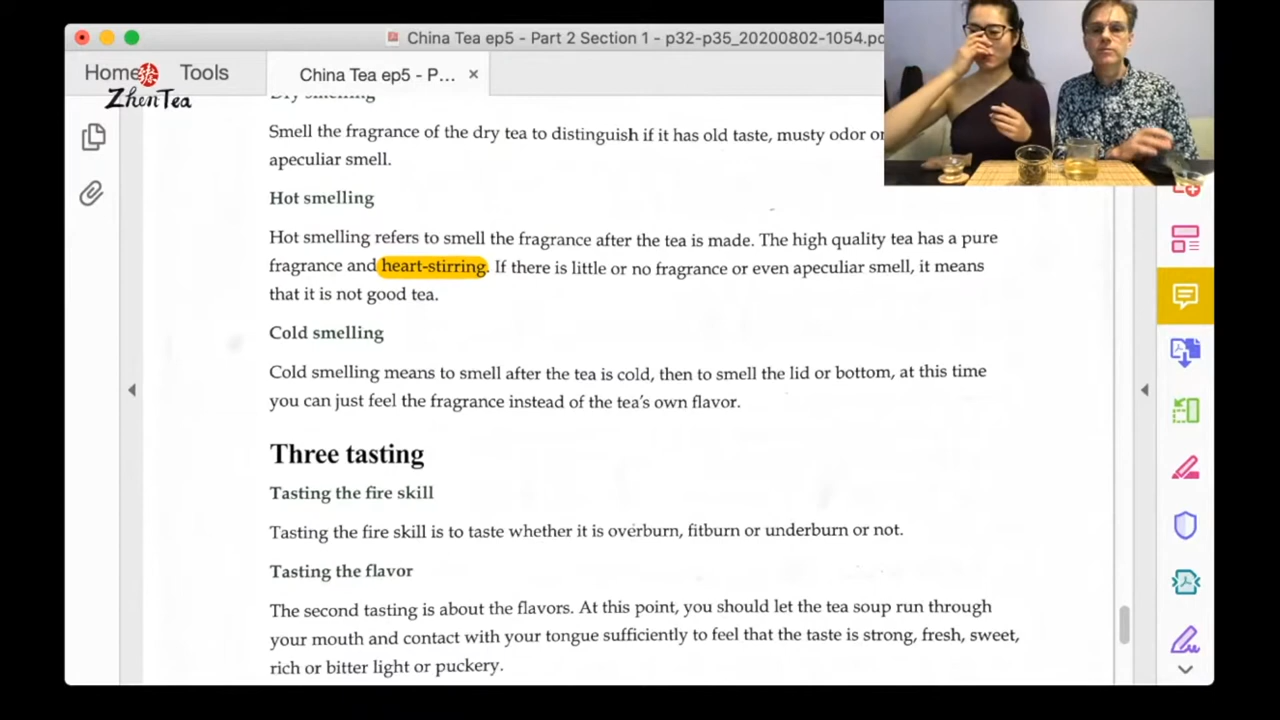 China Tea ep5 - Part 2 Section 1 - p32-p35_20200802-1054.pd
Home
Tools
China Tea ep5 - P...
臻
ZhenTea
Dry smelling
Smell the fragrance of the dry tea to distinguish if it has old taste, musty odor or
apeculiar smell.
Hot smelling
Hot smelling refers to smell the fragrance after the tea is made. The high quality tea has a pure
fragrance and heart-stirring. If there is little or no fragrance or even apeculiar smell, it means
that it is not good tea.
Cold smelling
Cold smelling means to smell after the tea is cold, then to smell the lid or bottom, at this time
you can just feel the fragrance instead of the tea's own flavor.
Three tasting
Tasting the fire skill
Tasting the fire skill is to taste whether it is overburn, fitburn or underburn or not.
Tasting the flavor
The second tasting is about the flavors. At this point, you should let the tea soup run through
your mouth and contact with your tongue sufficiently to feel that the taste is strong, fresh, sweet,
rich or bitter light or puckery.